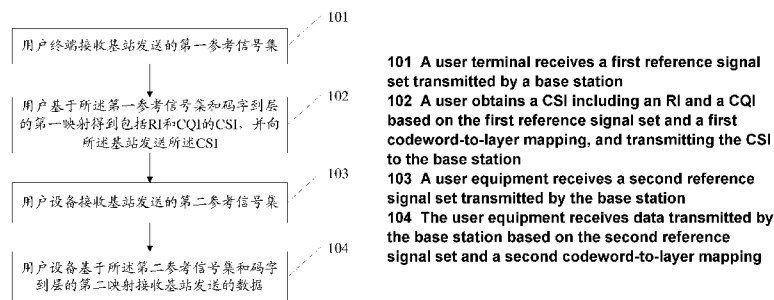 101
用户终端接收基站发送的第一参考信号集
102
用户基于所述第一参考信号集和码字到层
的第一映射得到包括RI和CQI的CSI，并向
所述基站发送所述CSI
103
用户设备接收基站发送的第二参考信号集
104
用户设备基于所述第二参考信号集和码字
到层的第二映射接收基站发送的数据
101 A user terminal receives a first reference signal
set transmitted by a base station
102 A user obtains a CSI including an RI and a CQI
based on the first reference signal set and a first
codeword-to-layer mapping, and transmitting the CSI
to the base station
103 A user equipment receives a second reference
signal set transmitted by the base station
104 The user equipment receives data transmitted by
the base station based on the second reference
signal set and a second codeword-to-layer mapping